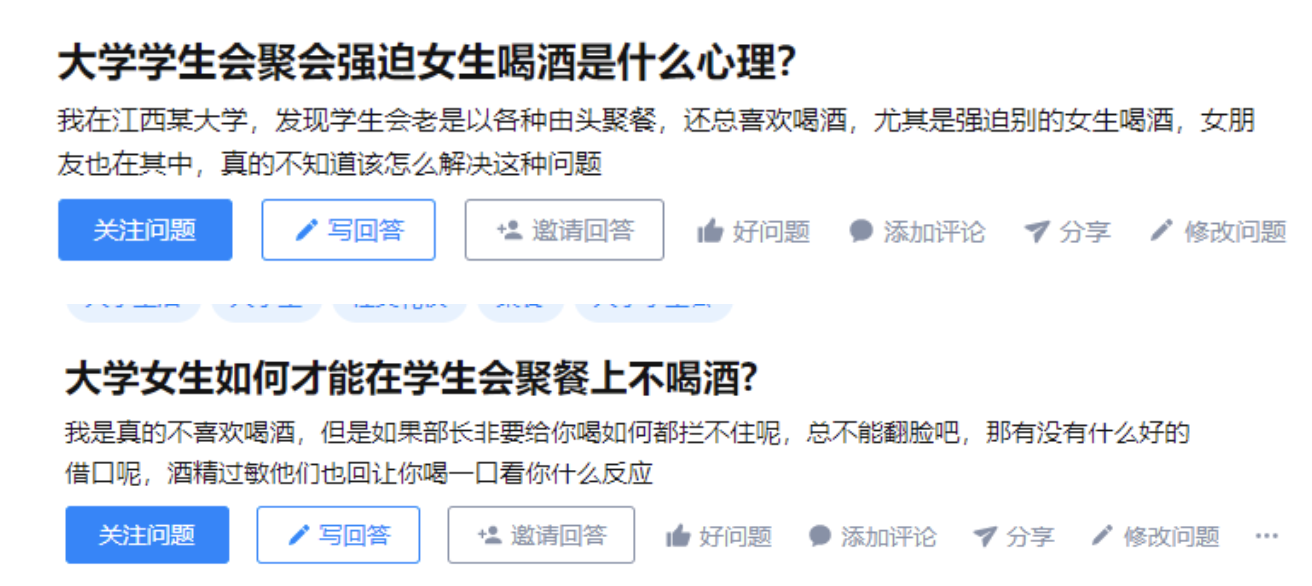 大学学生会聚会强迫女生喝酒是什么心理?
我在江西某大学，发现学生会老是以各种由头聚餐，还总喜欢喝酒，尤其是强迫别的女生喝酒，女朋
友也在其中，真的不知道该怎么解决这种问题
关注问题 写回答 邀请回答 好问题 添加评论 分享 修改问题
大学女生如何才能在学生会聚餐上不喝酒?
我是真的不喜欢喝酒，但是如果部长非要给你喝如何都拦不住呢，总不能翻脸吧，那有没有什么好的
借口呢，酒精过敏他们也回让你喝一口看你什么反应
关注问题 写回答 邀请回答 好问题 添加评论 分享 修改问题 ...